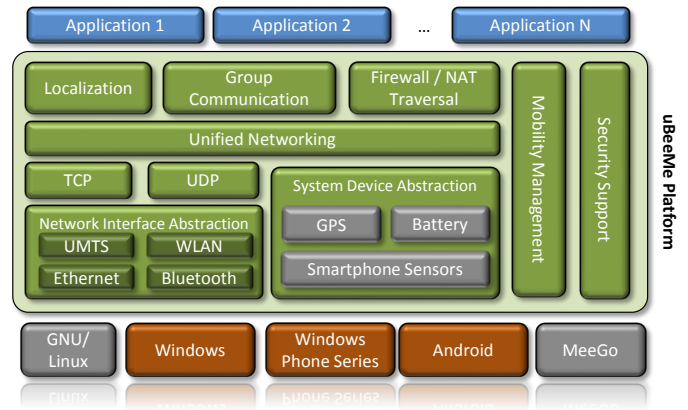 Application 1
Application 2
...
Application N
Localization
Group
Communication
Firewall / NAT
Traversal
Unified Networking
TCP
UDP
Network Interface Abstraction
UMTS
WLAN
Ethernet
Bluetooth
System Device Abstraction
GPS
Battery
Smartphone Sensors
Mobility Management
Security Support
uBeeMe Platform
GNU/
Linux
Windows
Windows
Phone Series
Android
MeeGo